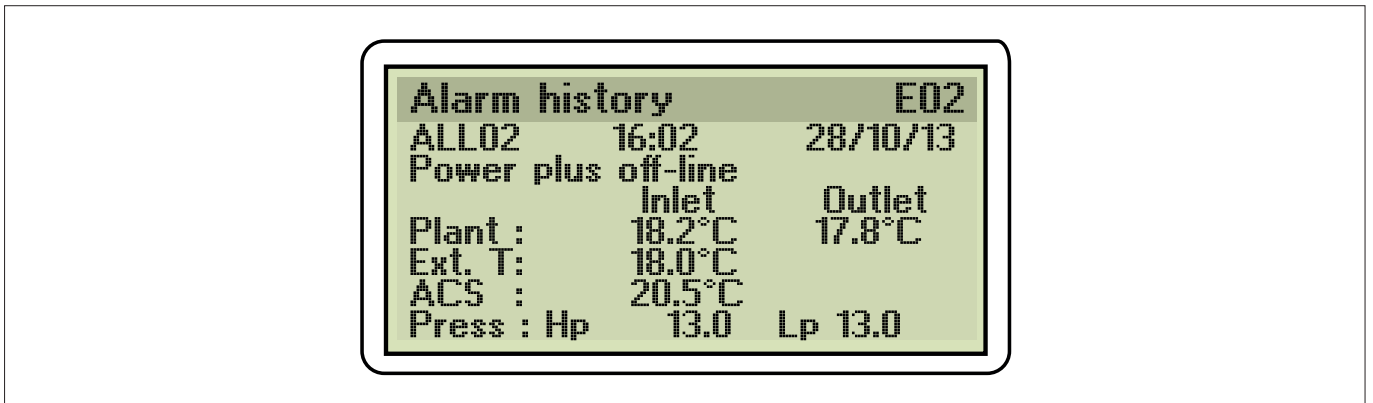 Alarm history E02
ALL02 16:02 28/10/13
Power plus off-line
Inlet Outlet
Plant : 18.2°C 17.8°C
Ext. T: 18.0°C
ACS : 20.5°C
Press : Hp 13.0 Lp 13.0